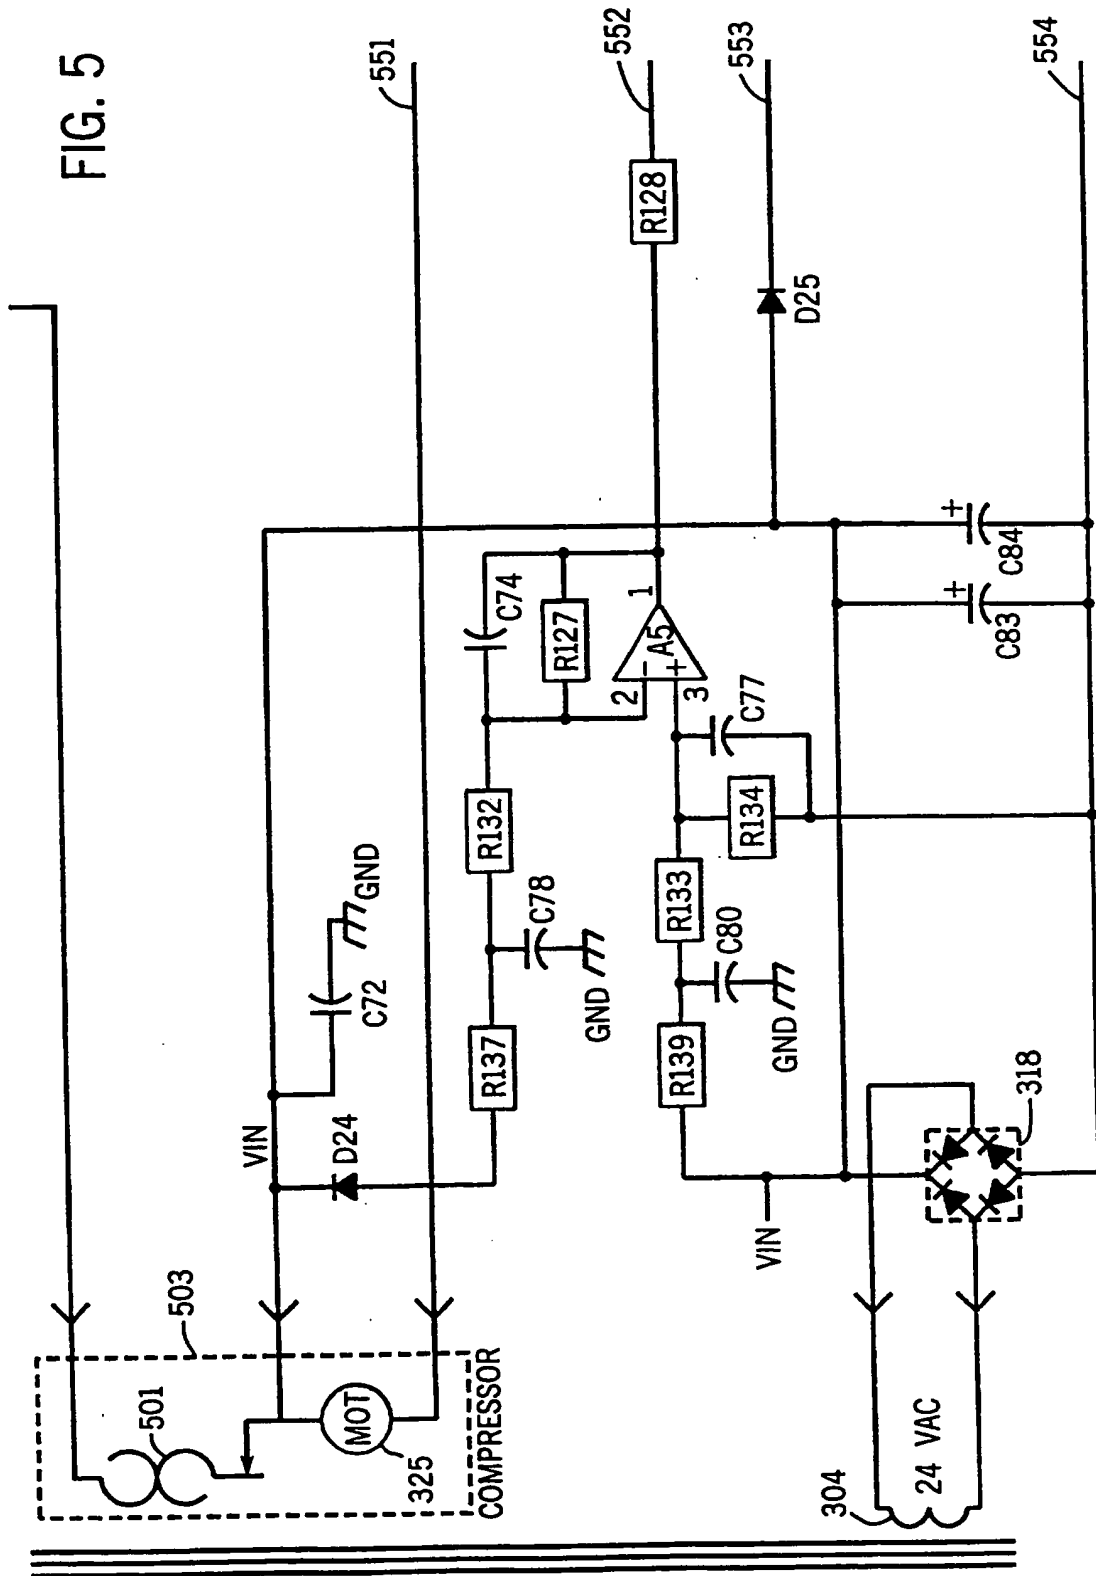 FIG. 5
503
501
MOT
325
COMPRESSOR
VIN
D24
C72
GND
551
R137
C78
GND
R132
C74
R127
2
3
A5
−
+
1
R128
552
R139
C80
GND
R133
R134
C77
VIN
D25
553
304
24 VAC
318
+
C83
+
C84
554